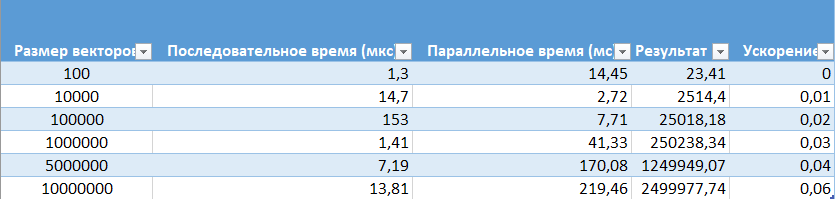 Размер векторов Последовательное время (мкс) Параллельное время (мс) Результат Ускорение
100 1,3 14,45 23,41 0
10000 14,7 2,72 2514,4 0,01
100000 153 7,71 25018,18 0,02
1000000 1,41 41,33 250238,34 0,03
5000000 7,19 170,08 1249949,07 0,04
10000000 13,81 219,46 2499977,74 0,06